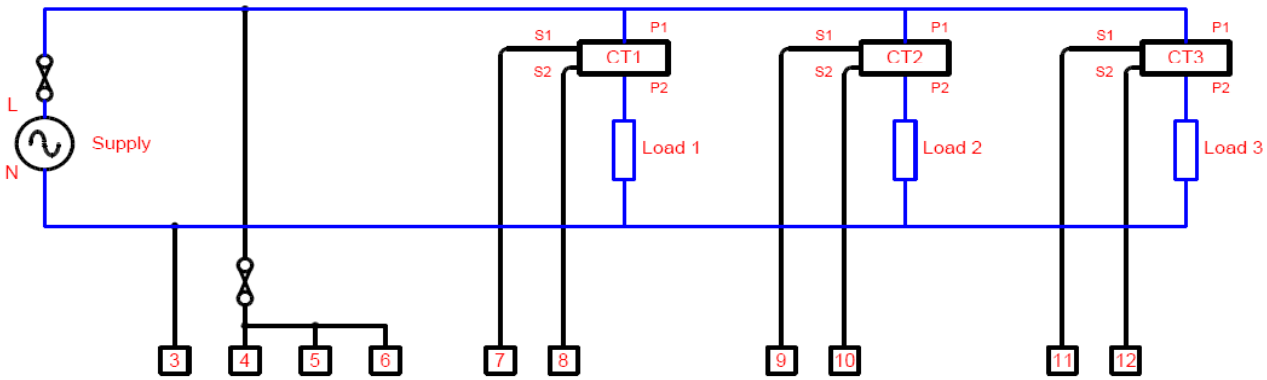 P1 P1 P1
S1 S1 S1
CT1 CT2 CT3
S2 S2 S2
P2 P2 P2
L
Supply Load 1 Load 2 Load 3
N
3 4 5 6 7 8 9 10 11 12